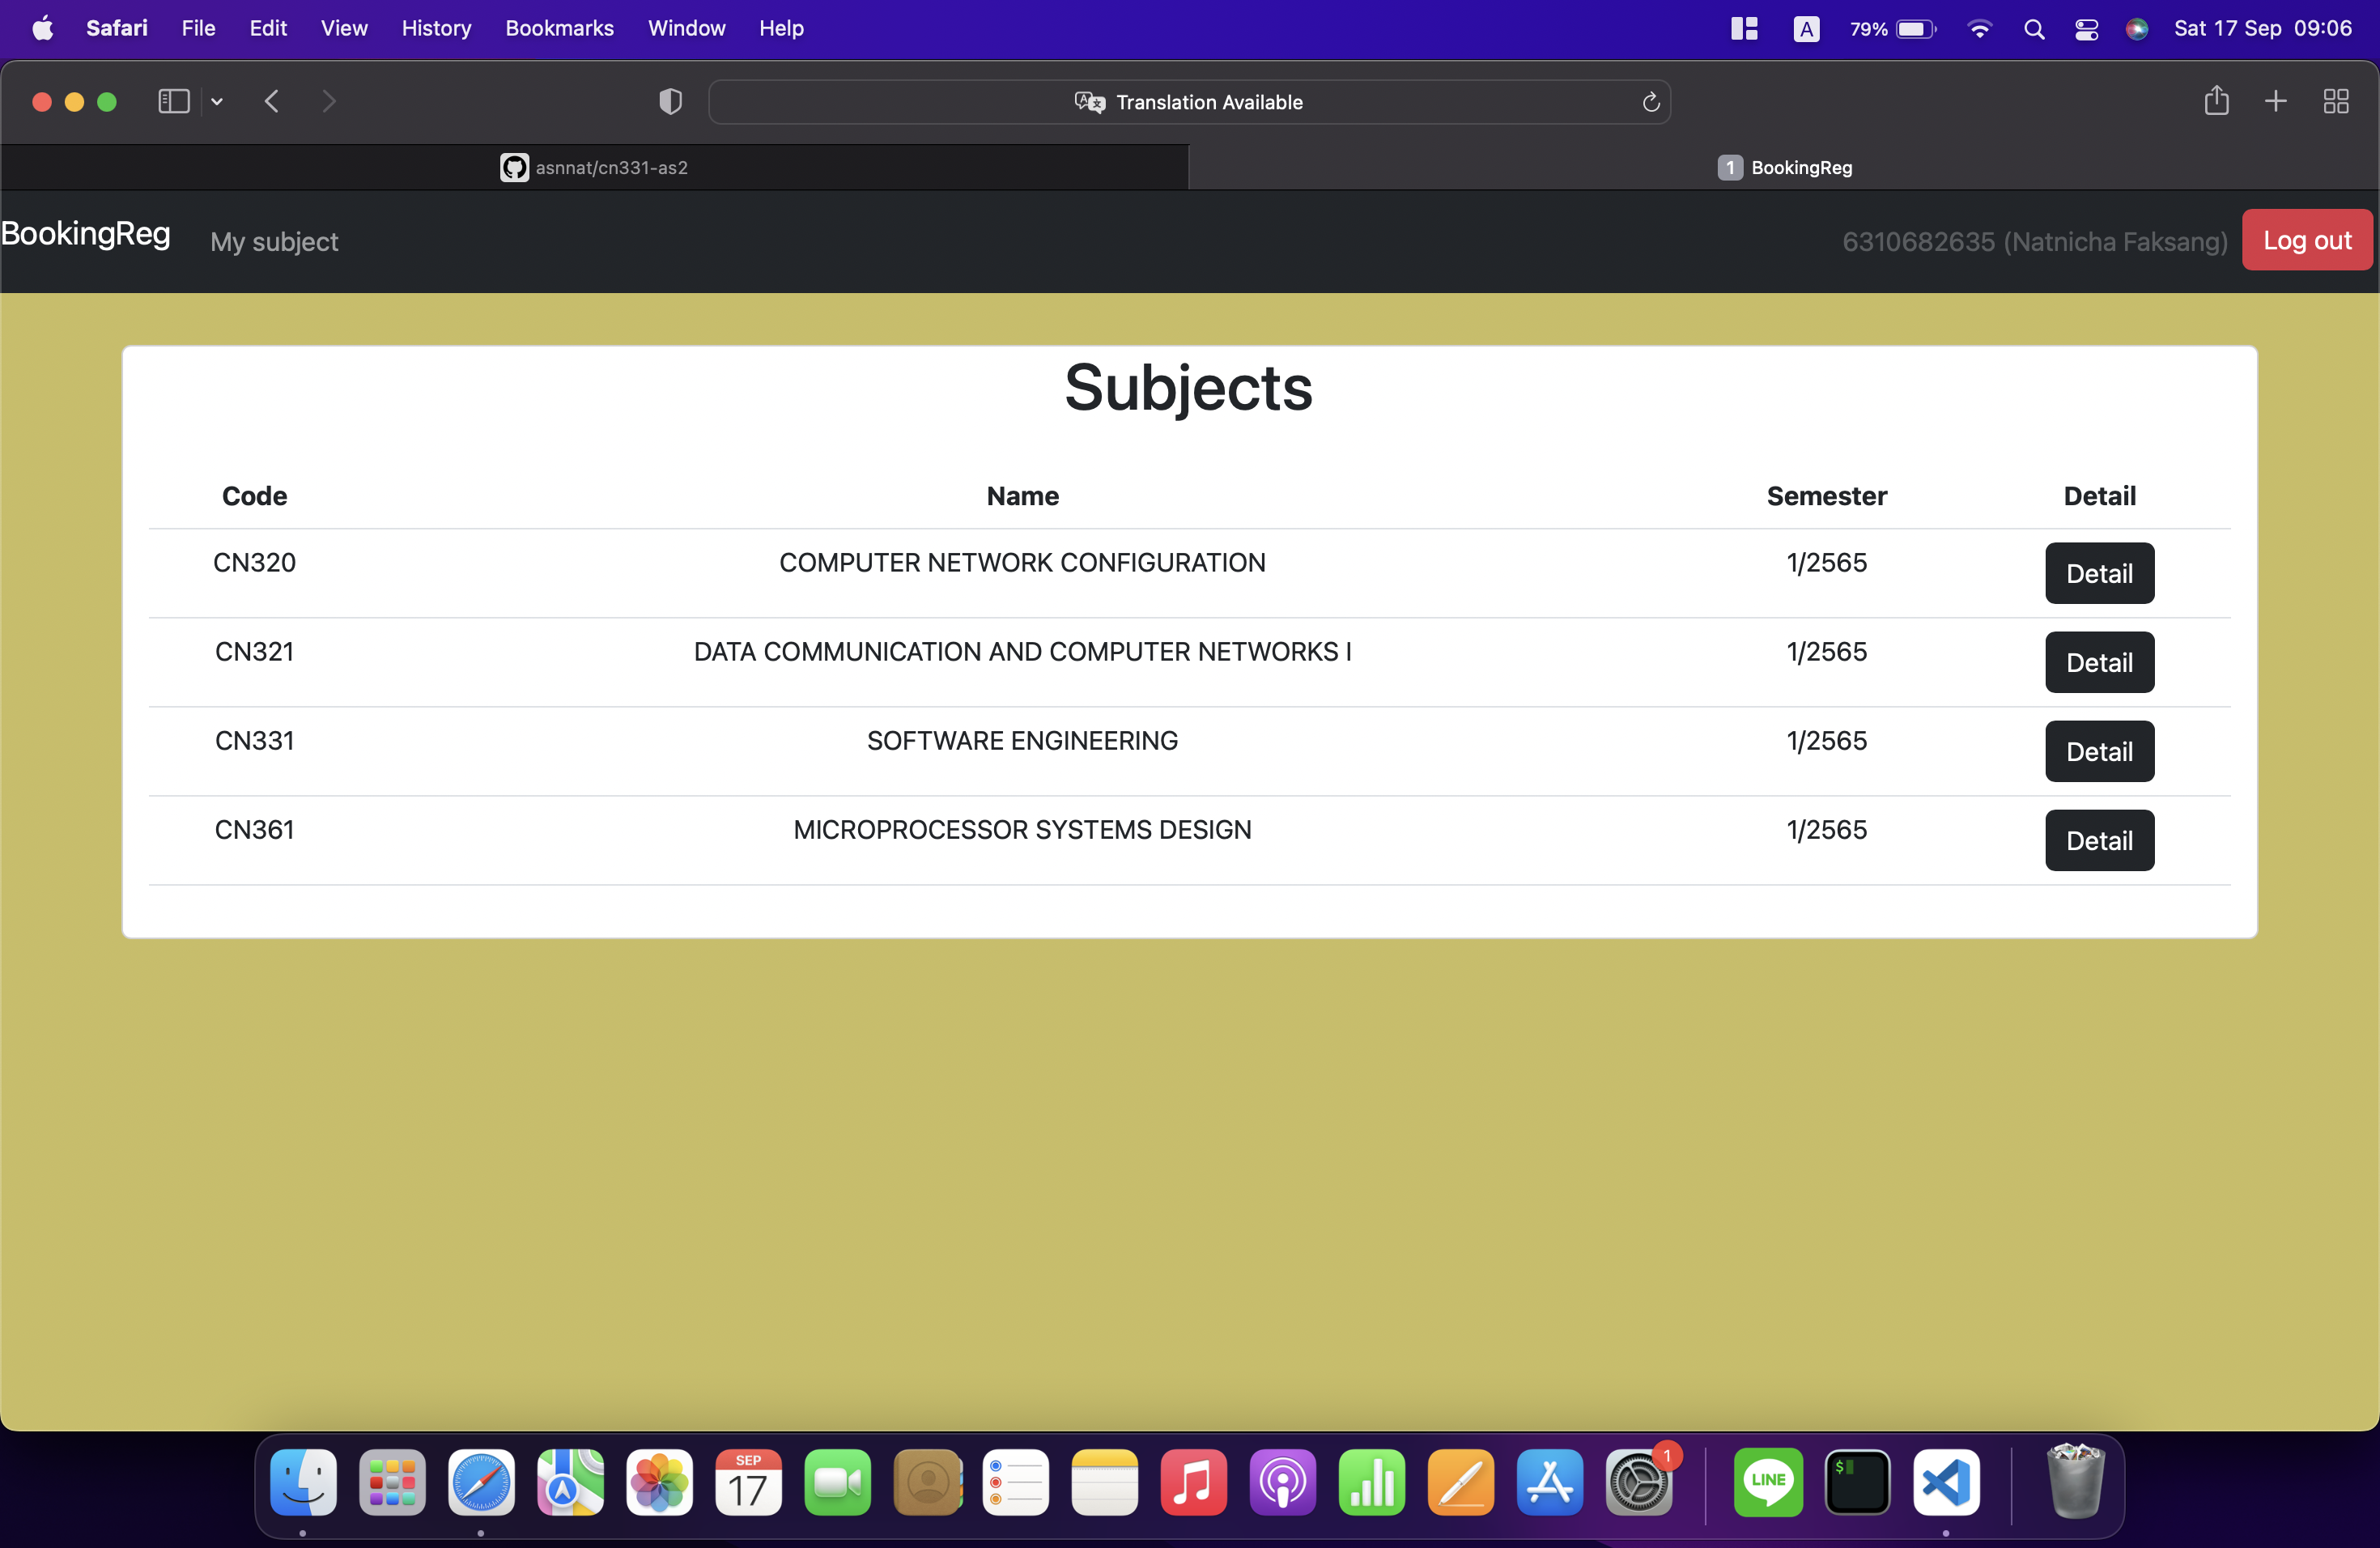 Safari File Edit View History Bookmarks Window Help A 79% Sat 17 Sep 09:06
Translation Available
asnnat/cn331-as2 1 BookingReg
BookingReg My subject 6310682635 (Natnicha Faksang) Log out
Subjects
Code Name Semester Detail
CN320 COMPUTER NETWORK CONFIGURATION 1/2565 Detail
CN321 DATA COMMUNICATION AND COMPUTER NETWORKS I 1/2565 Detail
CN331 SOFTWARE ENGINEERING 1/2565 Detail
CN361 MICROPROCESSOR SYSTEMS DESIGN 1/2565 Detail
SEP
17
1
LINE
$